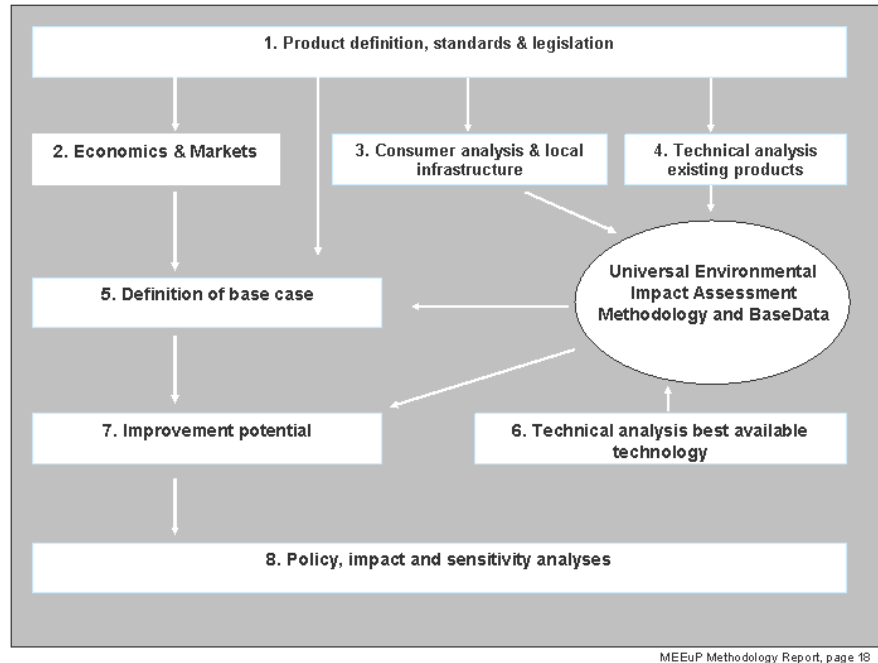 1. Product definition, standards & legislation
2. Economics & Markets
3. Consumer analysis & local
infrastructure
4. Technical analysis
existing products
Universal Environmental
Impact Assessment
Methodology and BaseData
5. Definition of base case
7. Improvement potential
6. Technical analysis best available
technology
8. Policy, impact and sensitivity analyses
MEEuP Methodology Report, page 18